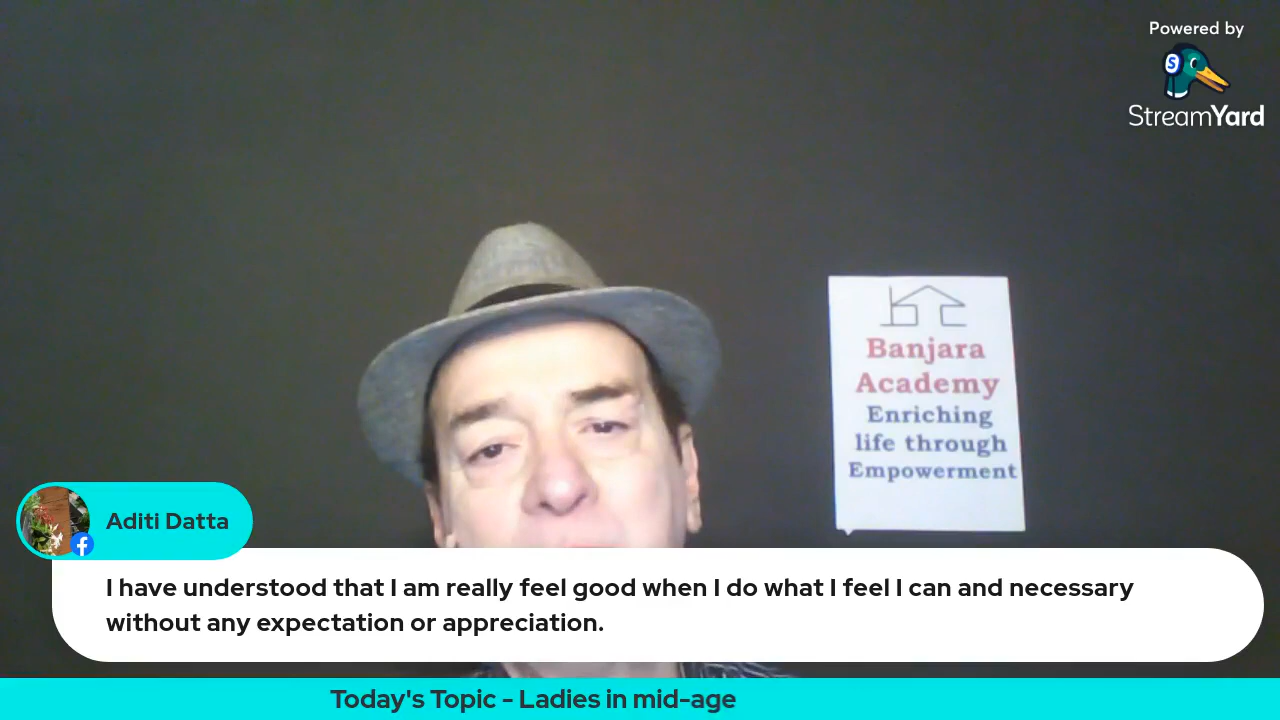 Powered by
S
StreamYard
Banjara
Academy
Enriching
life through
Empowerment
Aditi Datta
I have understood that I am really feel good when I do what I feel I can and necessary
without any expectation or appreciation.
Today's Topic - Ladies in mid-age